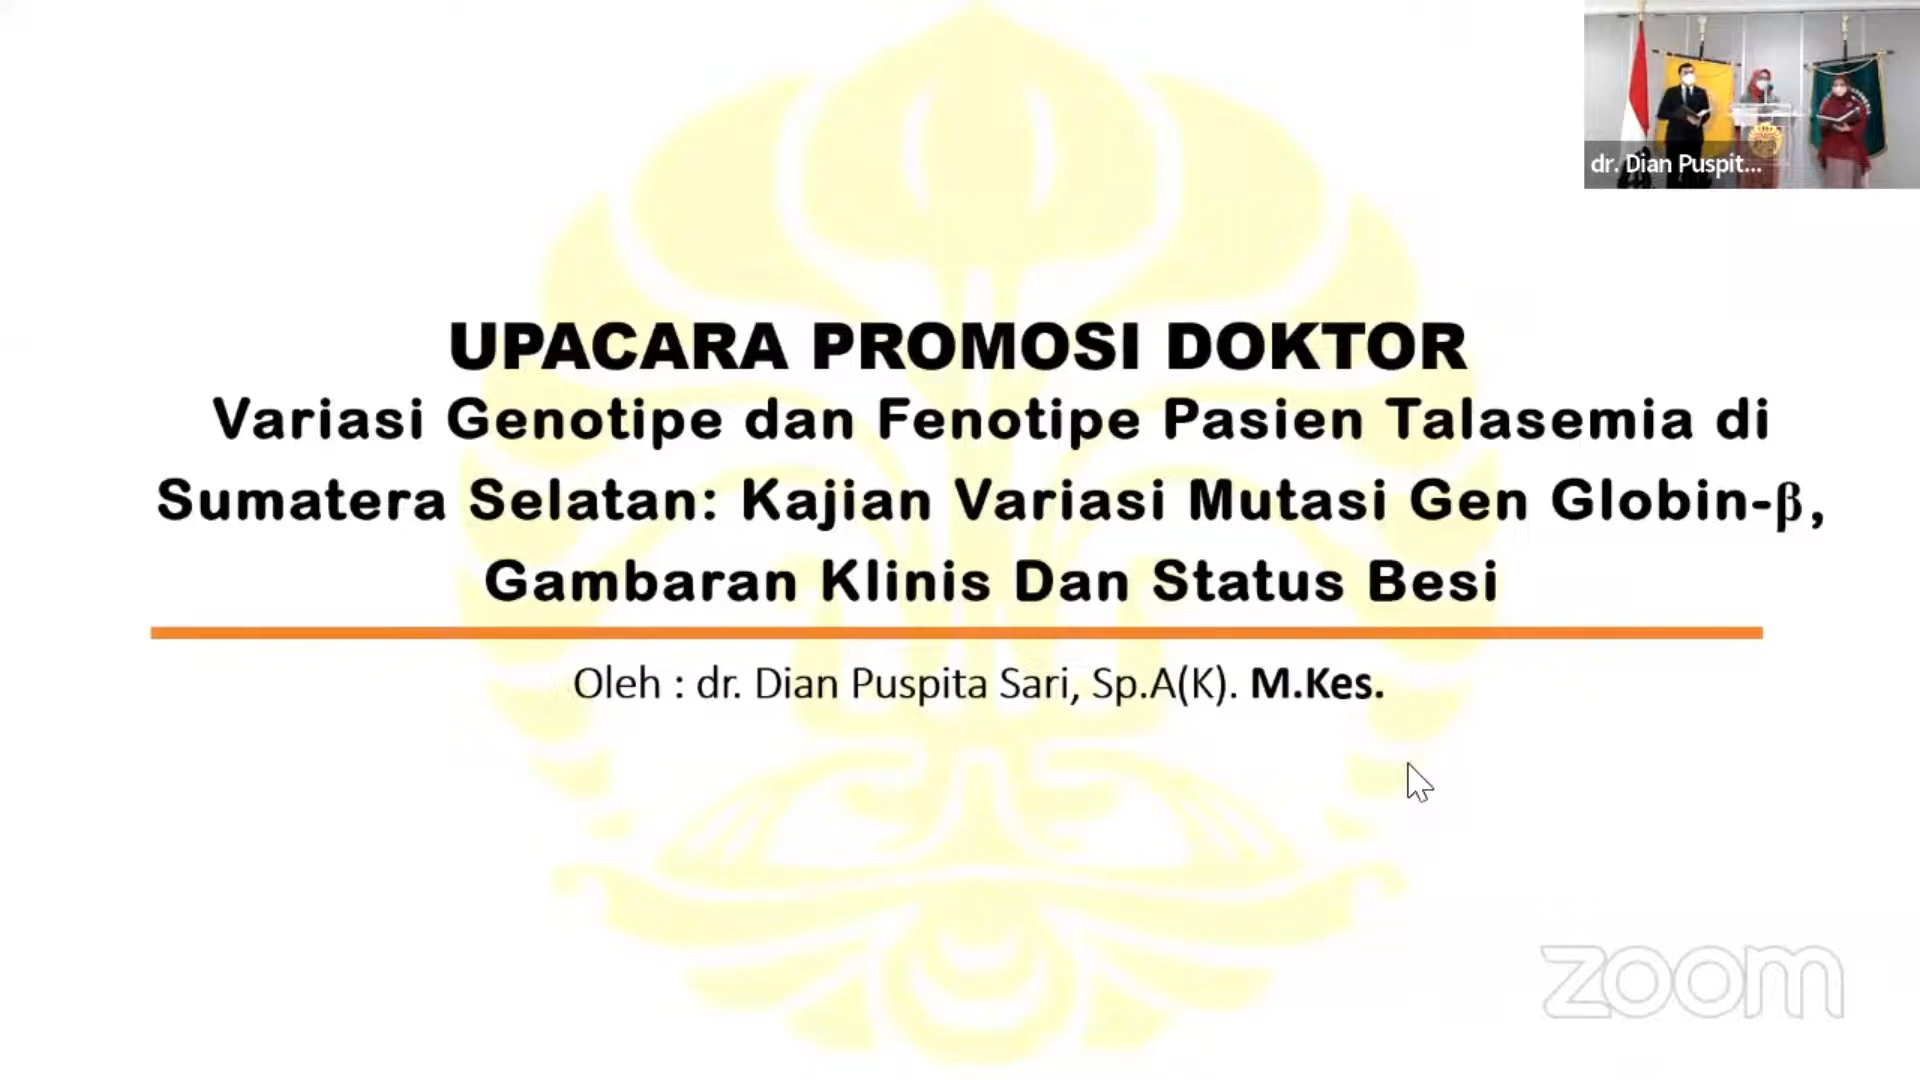 dr. Dian Puspit...
UPACARA PROMOSI DOKTOR
Variasi Genotipe dan Fenotipe Pasien Talasemia di
Sumatera Selatan: Kajian Variasi Mutasi Gen Globin-β,
Gambaran Klinis Dan Status Besi
Oleh : dr. Dian Puspita Sari, Sp.A(K). M.Kes.
zoom